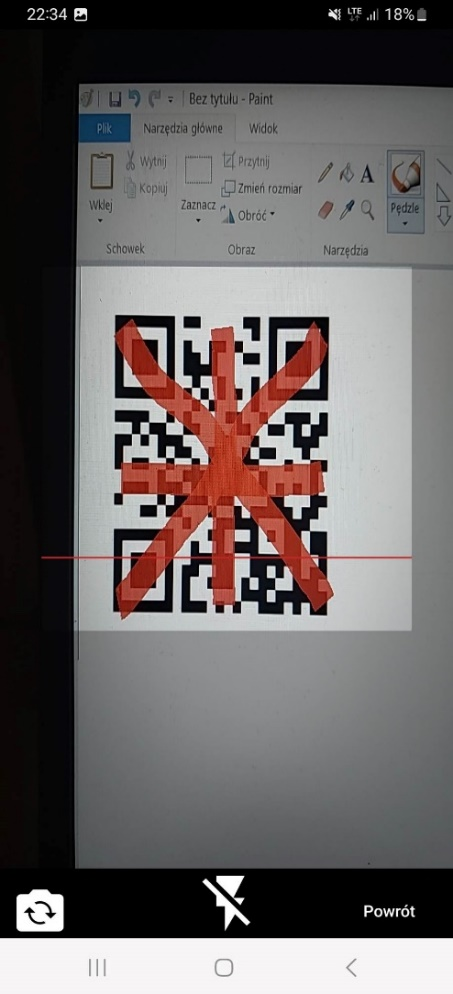 22:34 LTE 18%
Bez tytułu - Paint
Plik Narzędzia główne Widok
Wklej
Wytnij
Kopiuj
Schowek
Zaznacz
Przytnij
Zmień rozmiar
Obróć
Obraz
A
Narzędzia
Pędzle
Powrót